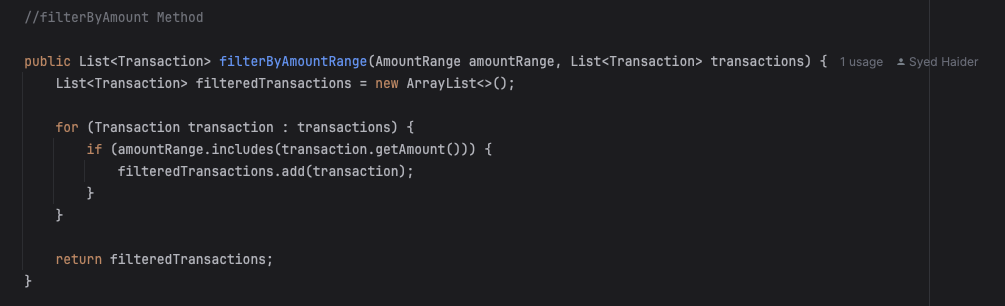 //filterByAmount Method
public List<Transaction> filterByAmountRange(AmountRange amountRange, List<Transaction> transactions) { 1 usage Syed Haider
    List<Transaction> filteredTransactions = new ArrayList<>();
    for (Transaction transaction : transactions) {
        if (amountRange.includes(transaction.getAmount())) {
            filteredTransactions.add(transaction);
        }
    }
    return filteredTransactions;
}